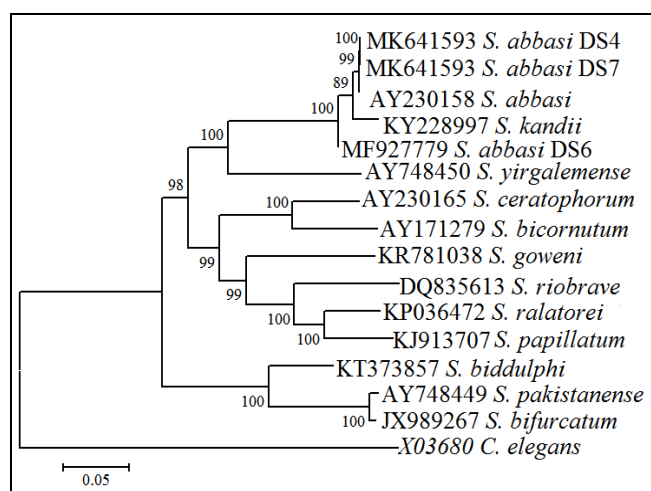 100
MK641593 S. abbasi DS4
99
MK641593 S. abbasi DS7
89
AY230158 S. abbasi
100
KY228997 S. kandii
100
MF927779 S. abbasi DS6
AY748450 S. yirgalemense
98
AY230165 S. ceratophorum
100
AY171279 S. bicornutum
99
KR781038 S. goweni
99
DQ835613 S. riobrave
100
KP036472 S. ralatorei
100
KJ913707 S. papillatum
KT373857 S. biddulphi
100
AY748449 S. pakistanense
100
JX989267 S. bifurcatum
X03680 C. elegans
0.05